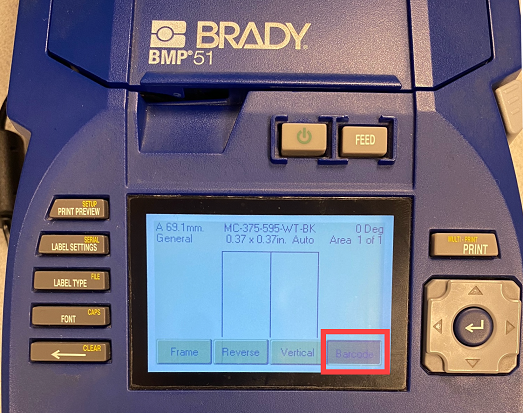 BRADY
BMP®51
FEED
SETUP
PRINT PREVIEW
SERIAL
LABEL SETTINGS
FILE
LABEL TYPE
CAPS
FONT
CLEAR
A 69.1mm. MC-375-595-WT-BK 0 Deg
General 0.37 x 0.37in. Auto Area 1 of 1
Frame Reverse Vertical Barcode
MULTI-PRINT
PRINT